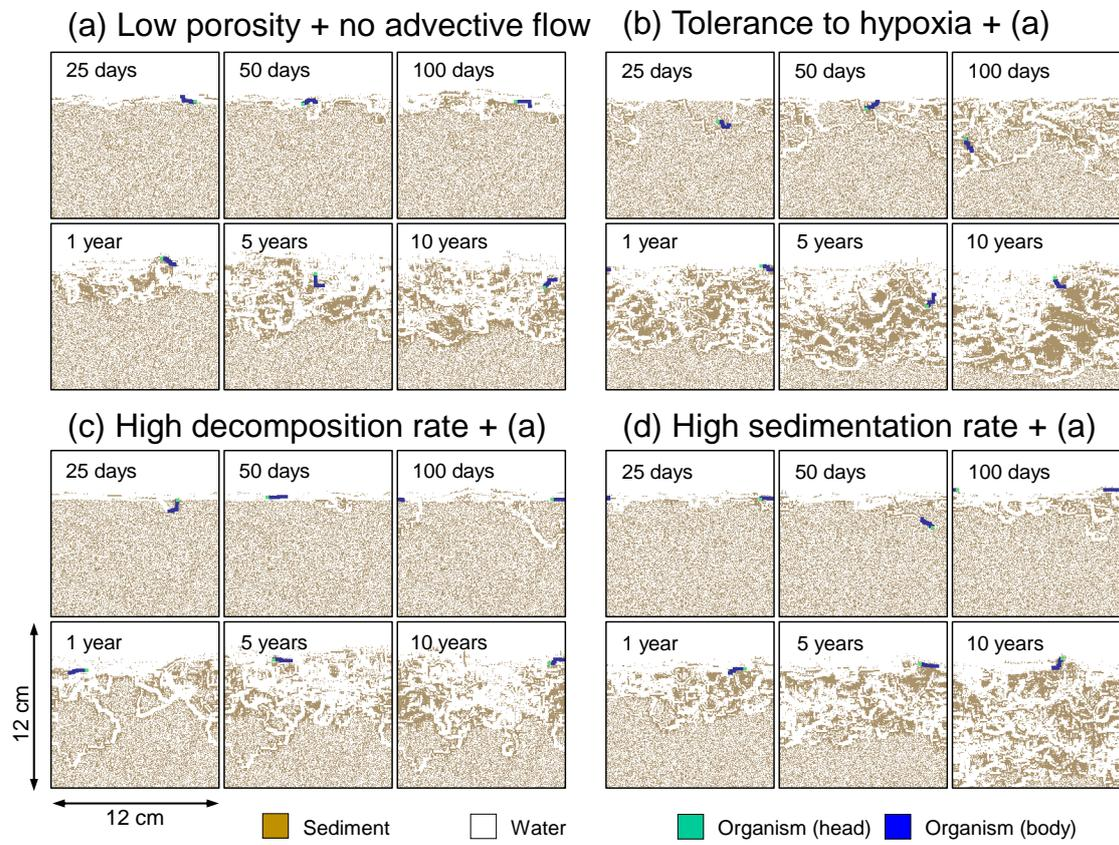 (a) Low porosity + no advective flow
(b) Tolerance to hypoxia + (a)
25 days
50 days
100 days
25 days
50 days
100 days
1 year
5 years
10 years
1 year
5 years
10 years
(c) High decomposition rate + (a)
(d) High sedimentation rate + (a)
25 days
50 days
100 days
25 days
50 days
100 days
1 year
5 years
10 years
1 year
5 years
10 years
12 cm
12 cm
Sediment
Water
Organism (head)
Organism (body)